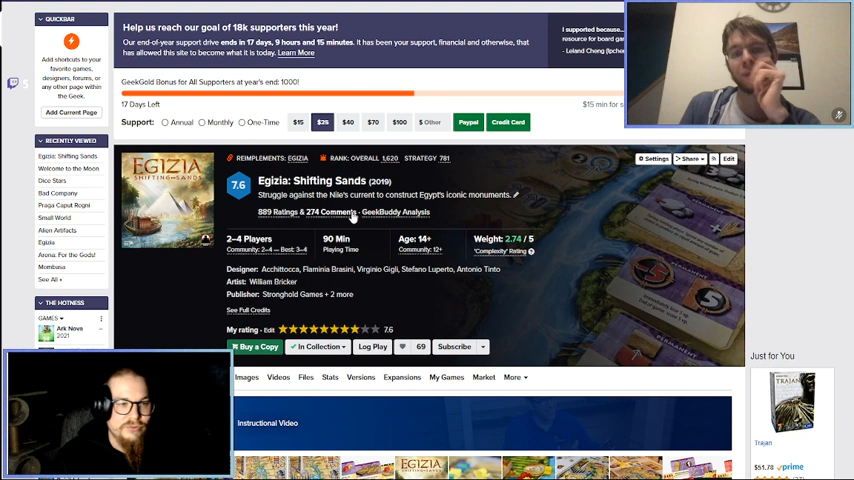 QUICKBAR
Add shortcuts to
your favorite games,
designers, forums, or
any other page within
the Geek.
Add Current Page
RECENTLY VIEWED
Egizia: Shifting Sands
Welcome to the Moon
Dice Stars
Bad Company
Praga Caput Regni
Small World
Alien Artifacts
Egizia
Arena: For the Gods!
Mombasa
See All
THE HOTNESS
GAMES
Ark Nova
2021
Help us reach our goal of 18k supporters this year!
Our end-of-year support drive ends in 17 days, 9 hours and 15 minutes. It has been your support, financial and otherwise, that
has allowed this site to become what it is today. Learn More
I supported because...
resource for board gam
- Leland Cheng
GeekGold Bonus for All Supporters at year's end: 1000!
17 Days Left
$15 min for s
Support: Annual Monthly One-Time $15 $25 $40 $70 $100 $ Other Paypal Credit Card
EGIZIA
SHIFTING SANDS
REIMPLEMENTS: EGIZIA RANK: OVERALL 1,620 STRATEGY 781
Settings Share Edit
7.6
Egizia: Shifting Sands (2019)
Struggle against the Nile's current to construct Egypt's iconic monuments.
889 Ratings & 274 Comments · GeekBuddy Analysis
2–4 Players
Community: 2–4 — Best: 3–4
90 Min
Playing Time
Age: 14+
Community: 12+
Weight: 2.74 / 5
'Complexity' Rating
Designer: Acchittocca, Flaminia Brasini, Virginio Gigli, Stefano Luperto, Antonio Tinto
Artist: William Bricker
Publisher: Stronghold Games + 2 more
See Full Credits
My rating · Edit 7.6
Buy a Copy In Collection Log Play 69 Subscribe
Images Videos Files Stats Versions Expansions My Games Market More
Instructional Video
EGIZIA
PERMANENT
PERMANENT
Just for You
TRAJAN
Trajan
$51.78 prime